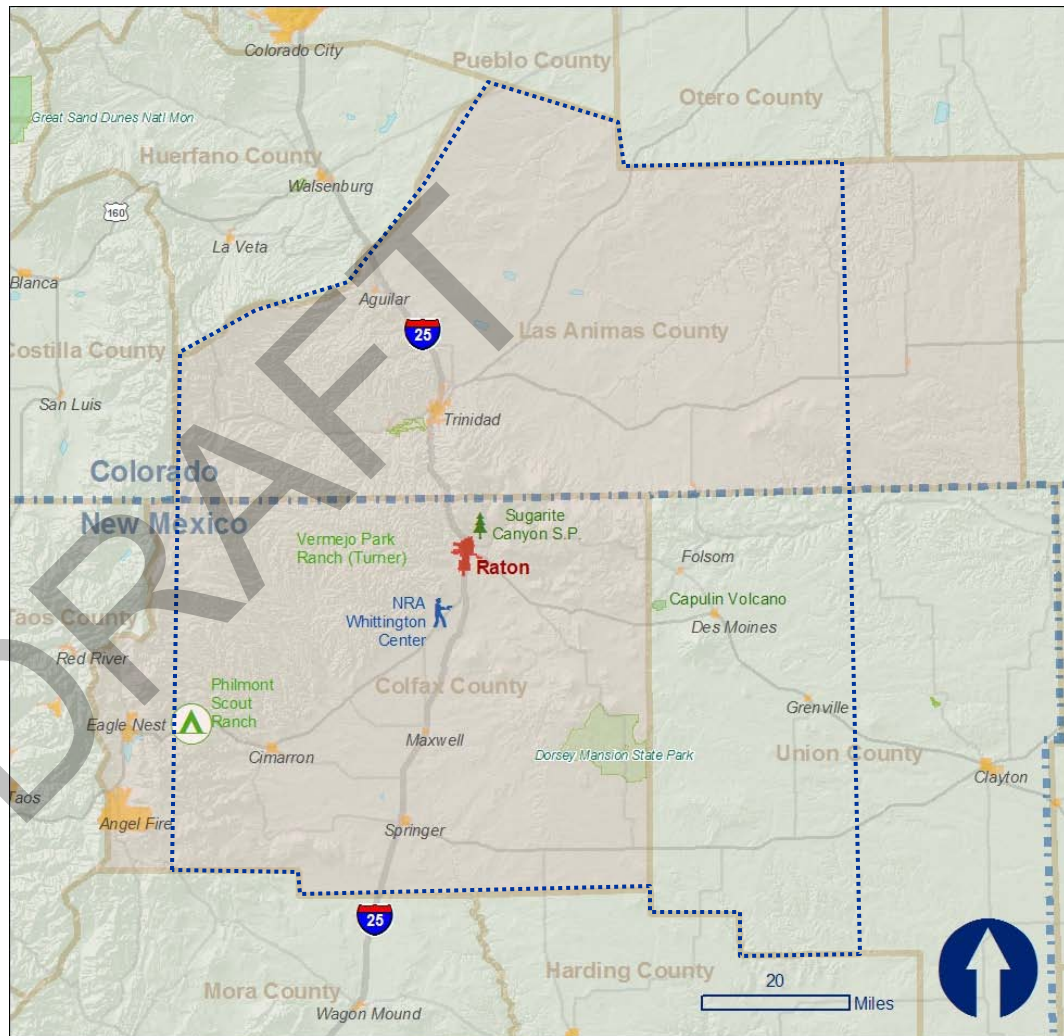 Colorado City
Pueblo County
Otero County
Great Sand Dunes Natl Mon
Huerfano County
Walsenburg
160
La Veta
Blanca
Aguilar
25
Las Animas County
Costilla County
San Luis
Trinidad
Colorado
New Mexico
Sugarite
Canyon S.P.
Vermejo Park
Ranch (Turner)
Raton
Folsom
NRA
Whittington
Center
Capulin Volcano
Des Moines
Taos County
Red River
Philmont
Scout
Ranch
Colfax County
Eagle Nest
Grenville
Maxwell
Cimarron
Dorsey Mansion State Park
Union County
Clayton
Taos
Angel Fire
Springer
25
Harding County
Mora County
20
Miles
Wagon Mound
DRAFT